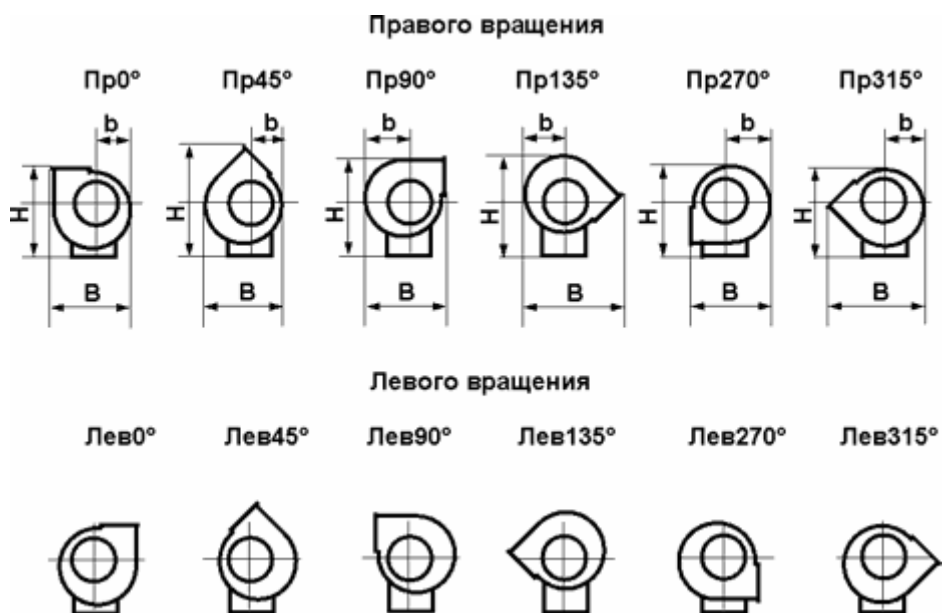 Правого вращения
Пр0° Пр45° Пр90° Пр135° Пр270° Пр315°
b b b b b b
H H H H H H
B B B B B B
Левого вращения
Лев0° Лев45° Лев90° Лев135° Лев270° Лев315°